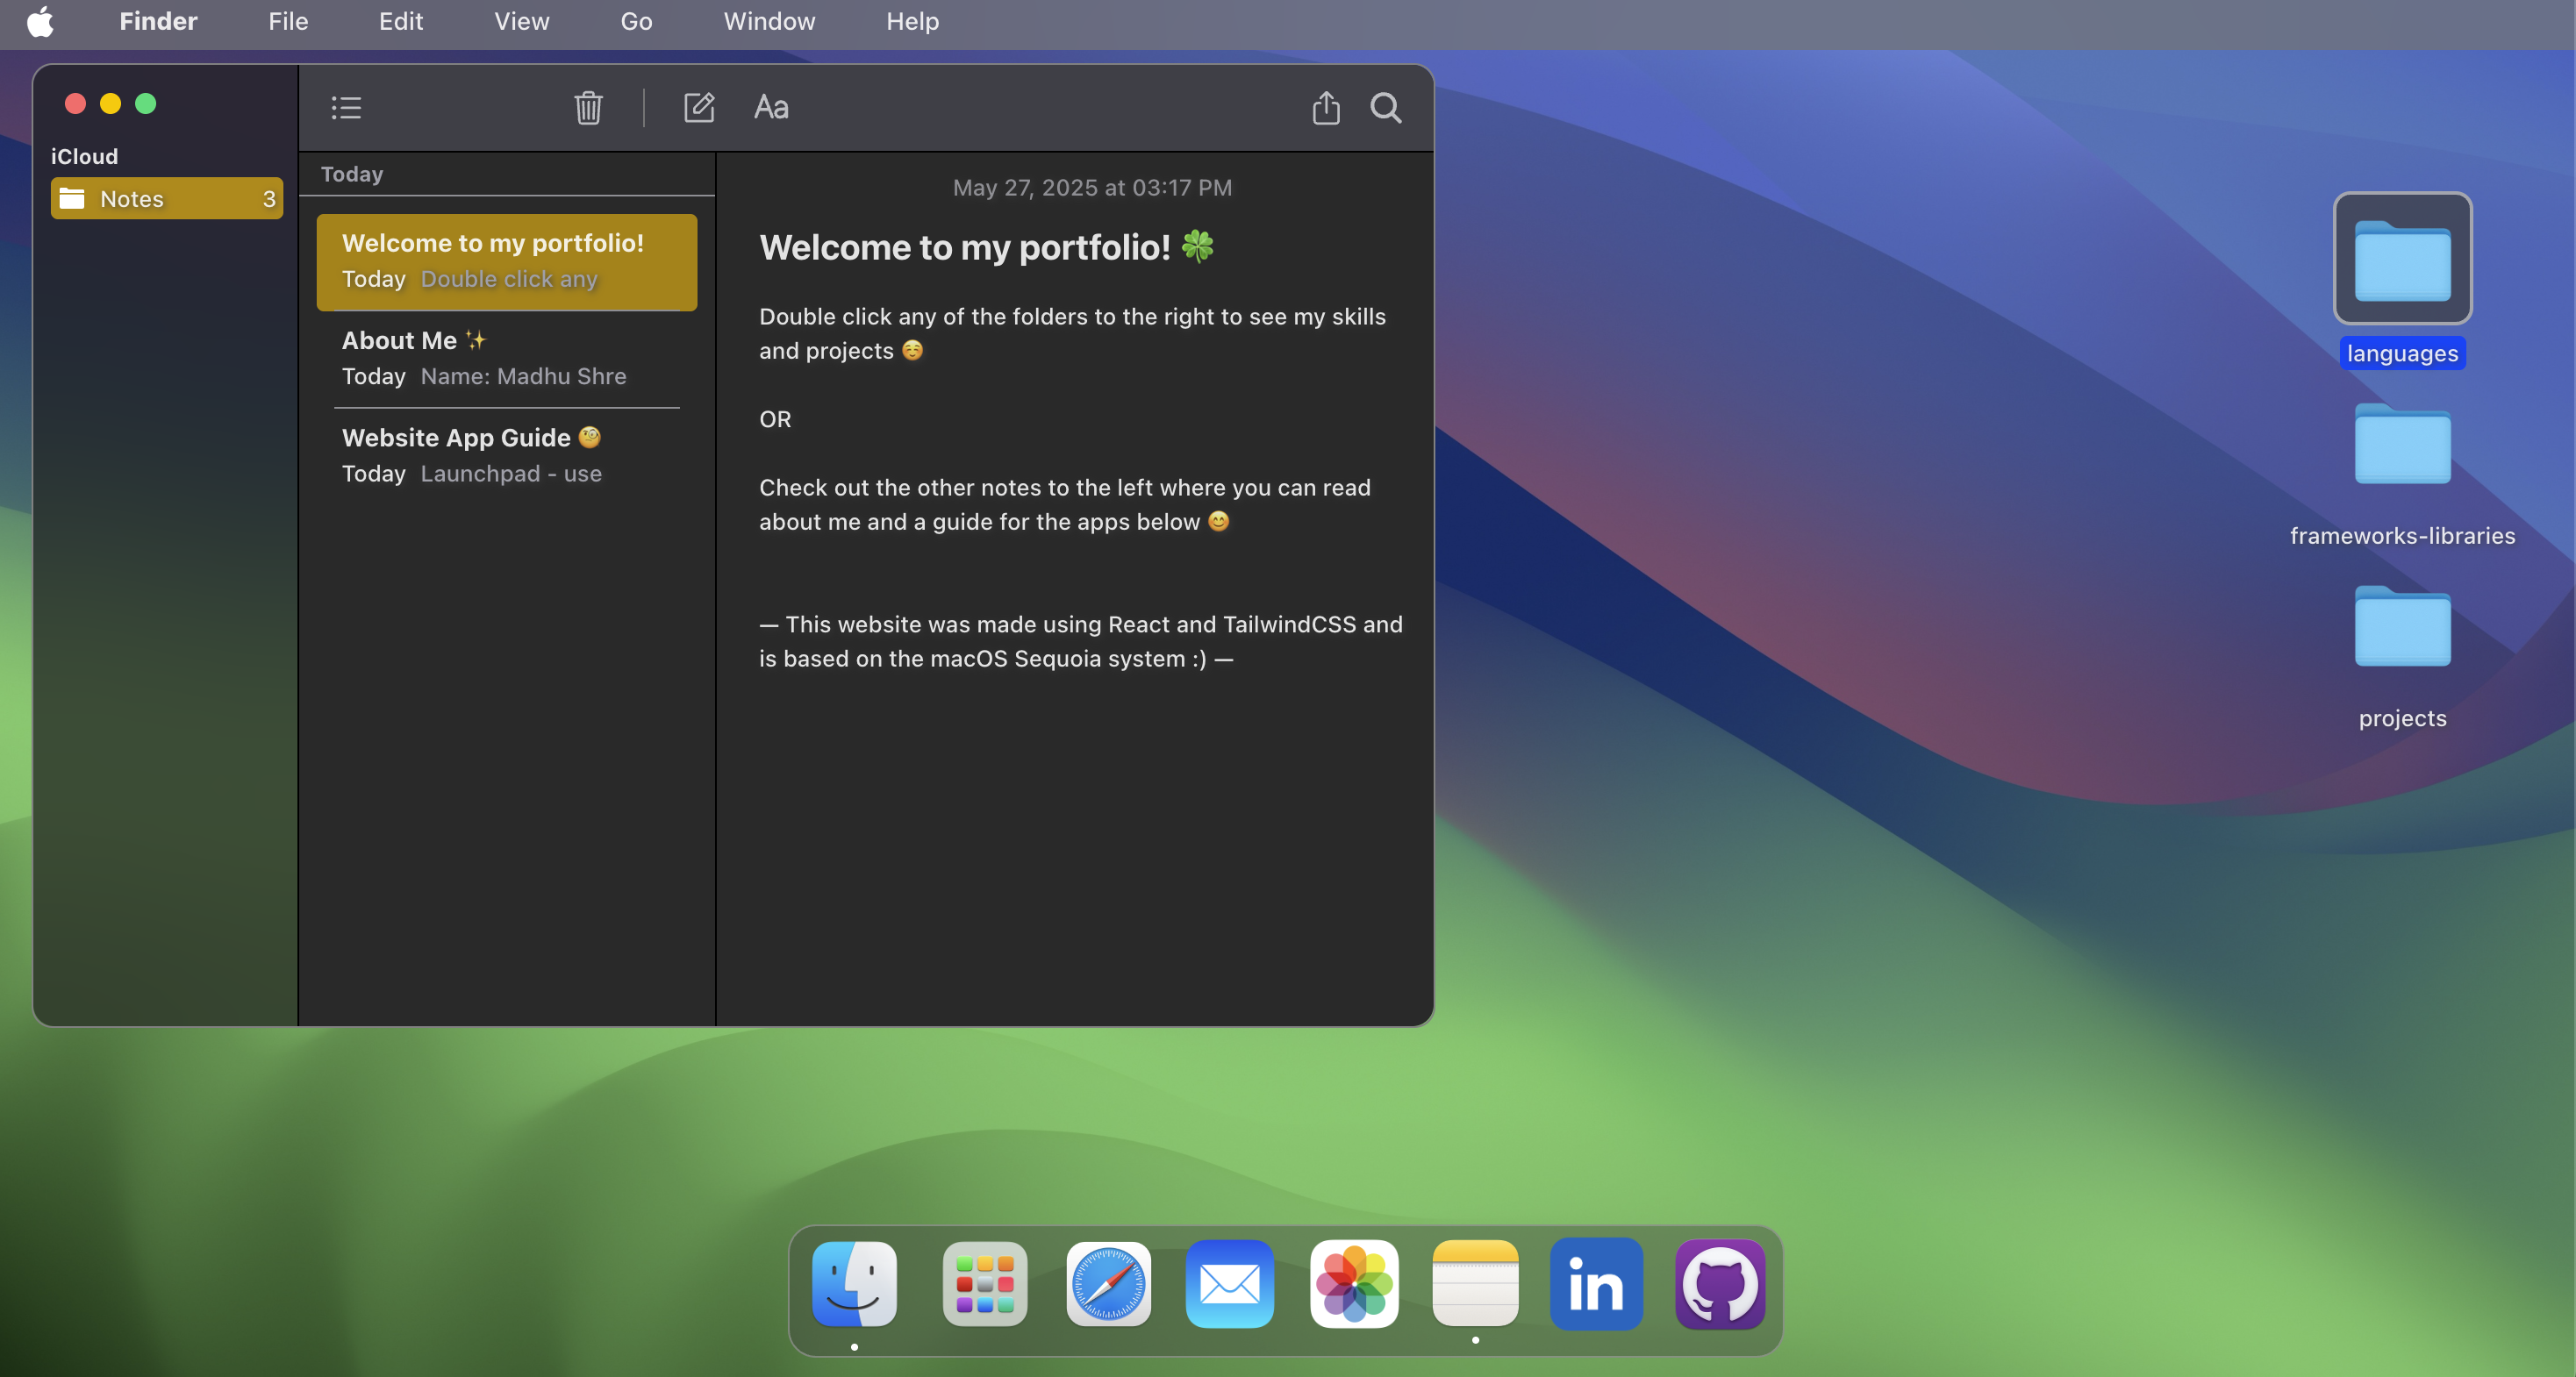 Finder File Edit View Go Window Help
iCloud
Notes 3
Aa
Today
Welcome to my portfolio!
Today Double click any
About Me ✨
Today Name: Madhu Shre
Website App Guide 🧐
Today Launchpad - use
May 27, 2025 at 03:17 PM
Welcome to my portfolio! 🍀
Double click any of the folders to the right to see my skills
and projects ☺️
OR
Check out the other notes to the left where you can read
about me and a guide for the apps below 😊
— This website was made using React and TailwindCSS and
is based on the macOS Sequoia system :) —
languages
frameworks-libraries
projects
in